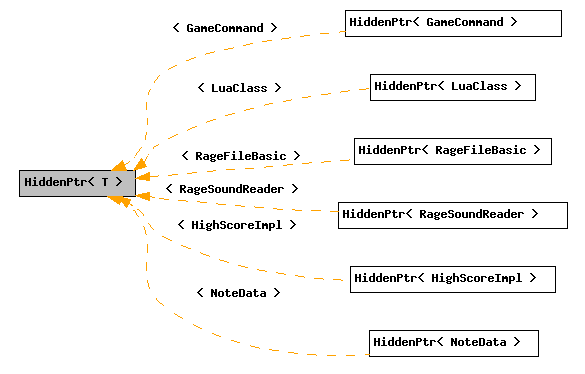 HiddenPtr< GameCommand >
< GameCommand >
HiddenPtr< LuaClass >
< LuaClass >
HiddenPtr< RageFileBasic >
< RageFileBasic >
HiddenPtr< T >
< RageSoundReader >
HiddenPtr< RageSoundReader >
< HighScoreImpl >
HiddenPtr< HighScoreImpl >
< NoteData >
HiddenPtr< NoteData >